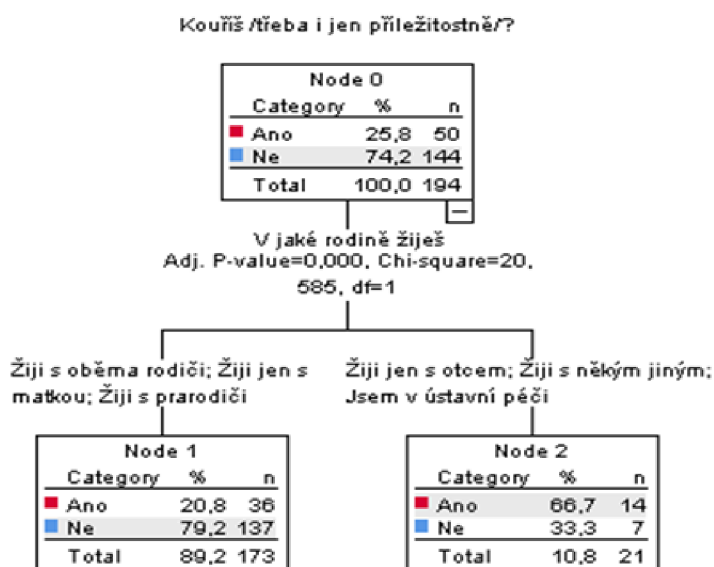 Kouříš /třeba i jen příležitostně/?
Node 0
Category % n
Ano 25,8 50
Ne 74,2 144
Total 100,0 194
V jaké rodině žiješ
Adj. P-value=0,000, Chi-square=20,
585, df=1
Žiji s oběma rodiči; Žiji jen s
matkou; Žiji s prarodiči
Žiji jen s otcem; Žiji s někým jiným;
Jsem v ústavní péči
Node 1
Category % n
Ano 20,8 36
Ne 79,2 137
Total 89,2 173
Node 2
Category % n
Ano 66,7 14
Ne 33,3 7
Total 10,8 21